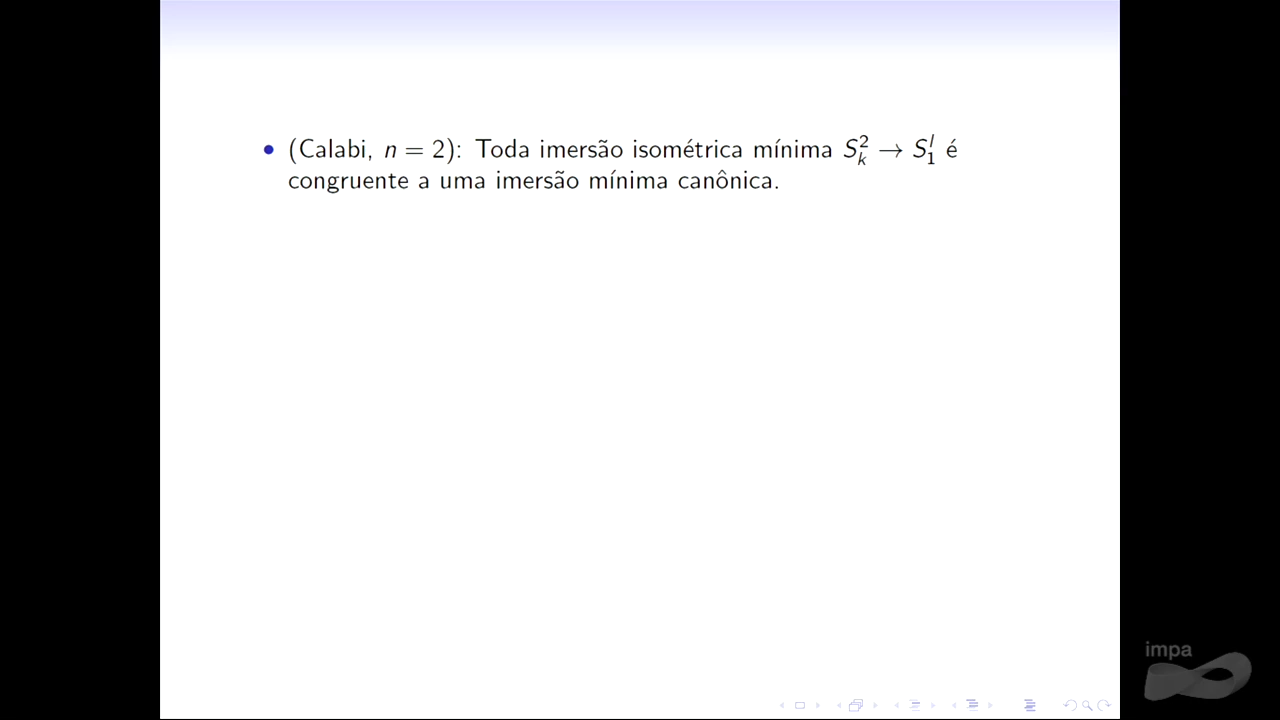 • (Calabi, n = 2): Toda imersão isométrica mínima S²ₖ → Sˡ₁ é
congruente a uma imersão mínima canônica.
impa